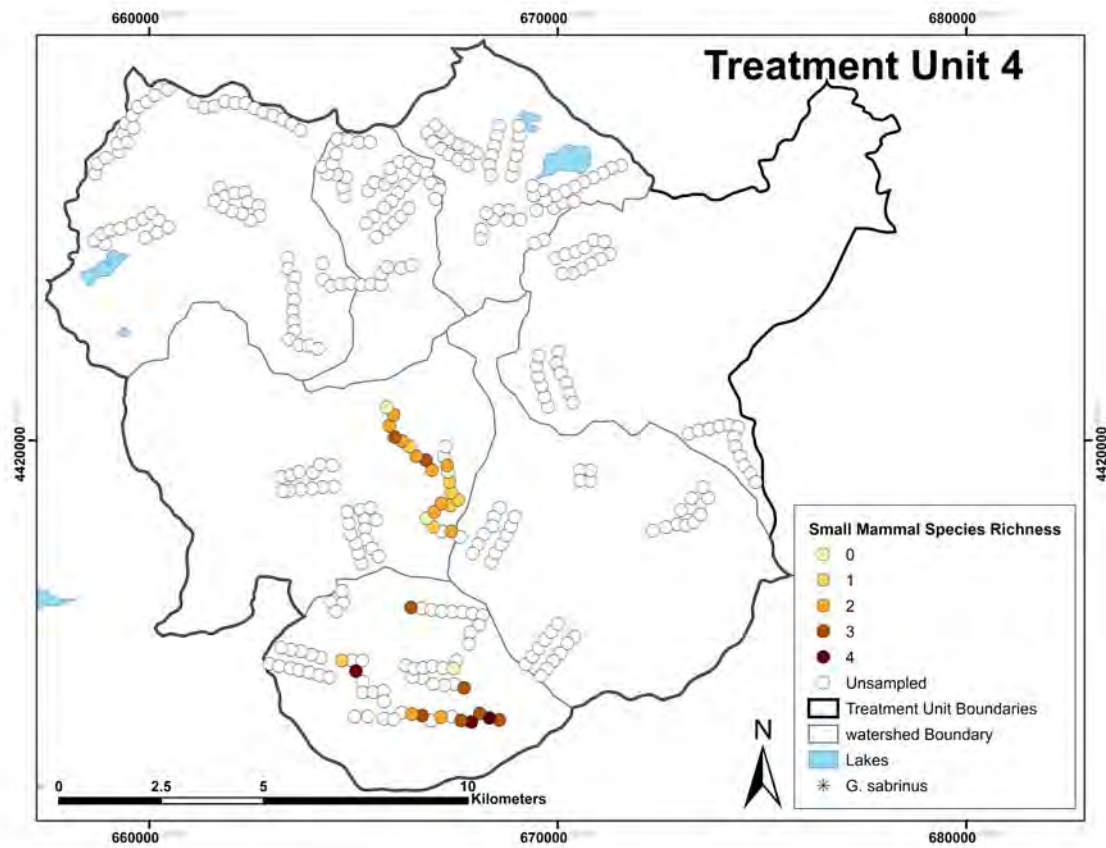 660000
670000
680000
Treatment Unit 4
4420000
4420000
Small Mammal Species Richness
0
1
2
3
4
Unsampled
Treatment Unit Boundaries
watershed Boundary
Lakes
G. sabrinus
N
0 2.5 5 10
Kilometers
660000
670000
680000